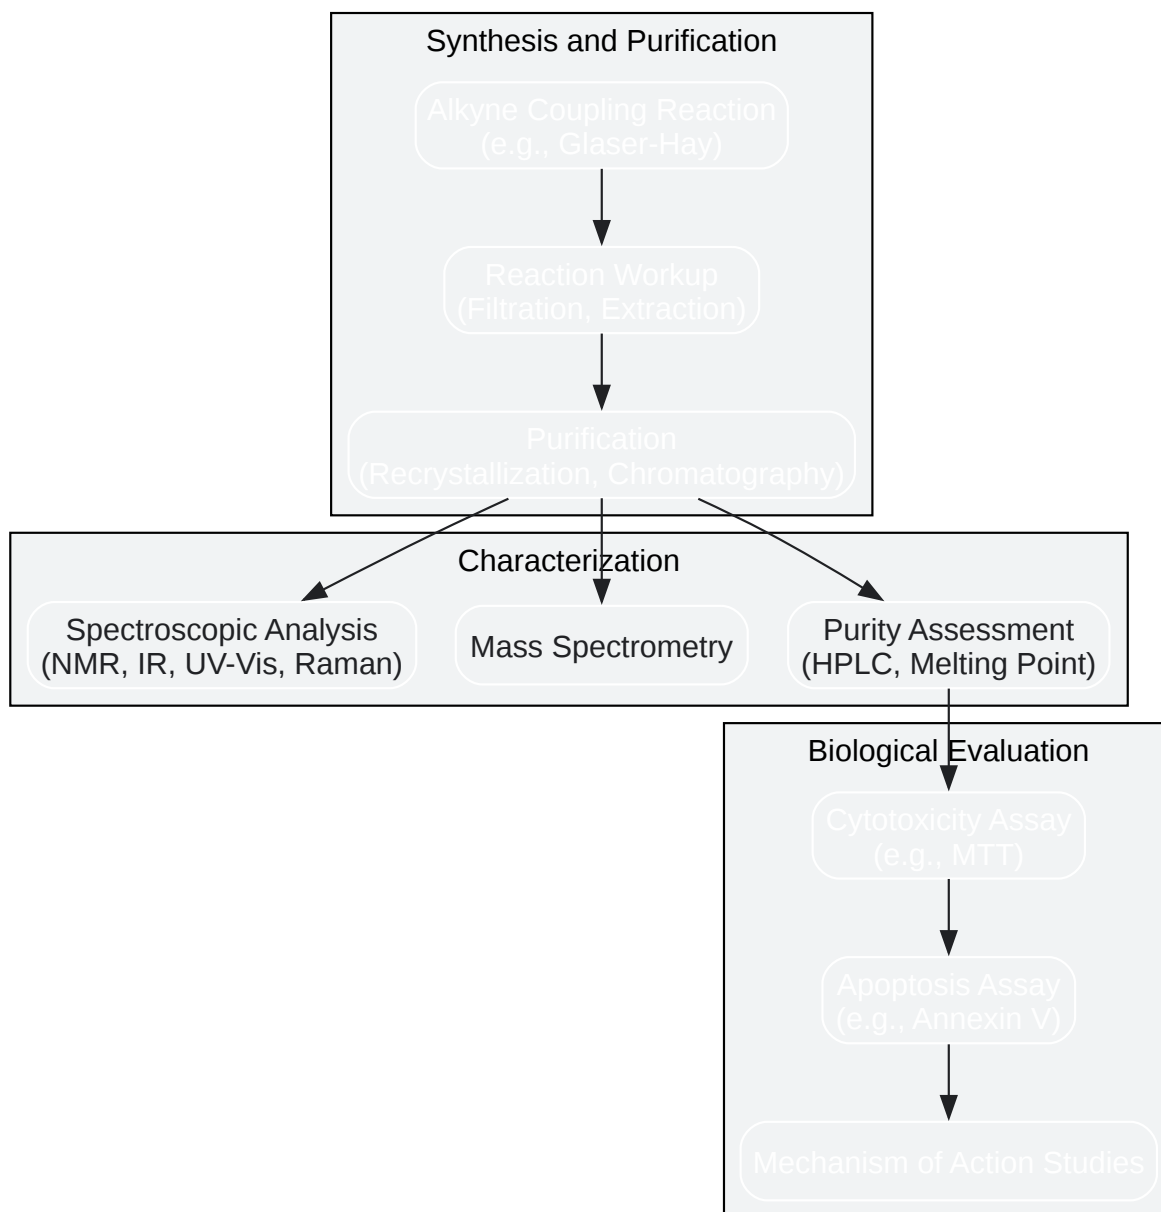 Synthesis and Purification
Alkyne Coupling Reaction
(e.g., Glaser-Hay)
Reaction Workup
(Filtration, Extraction)
Purification
(Recrystallization, Chromatography)
Characterization
Spectroscopic Analysis
(NMR, IR, UV-Vis, Raman)
Mass Spectrometry
Purity Assessment
(HPLC, Melting Point)
Biological Evaluation
Cytotoxicity Assay
(e.g., MTT)
Apoptosis Assay
(e.g., Annexin V)
Mechanism of Action Studies